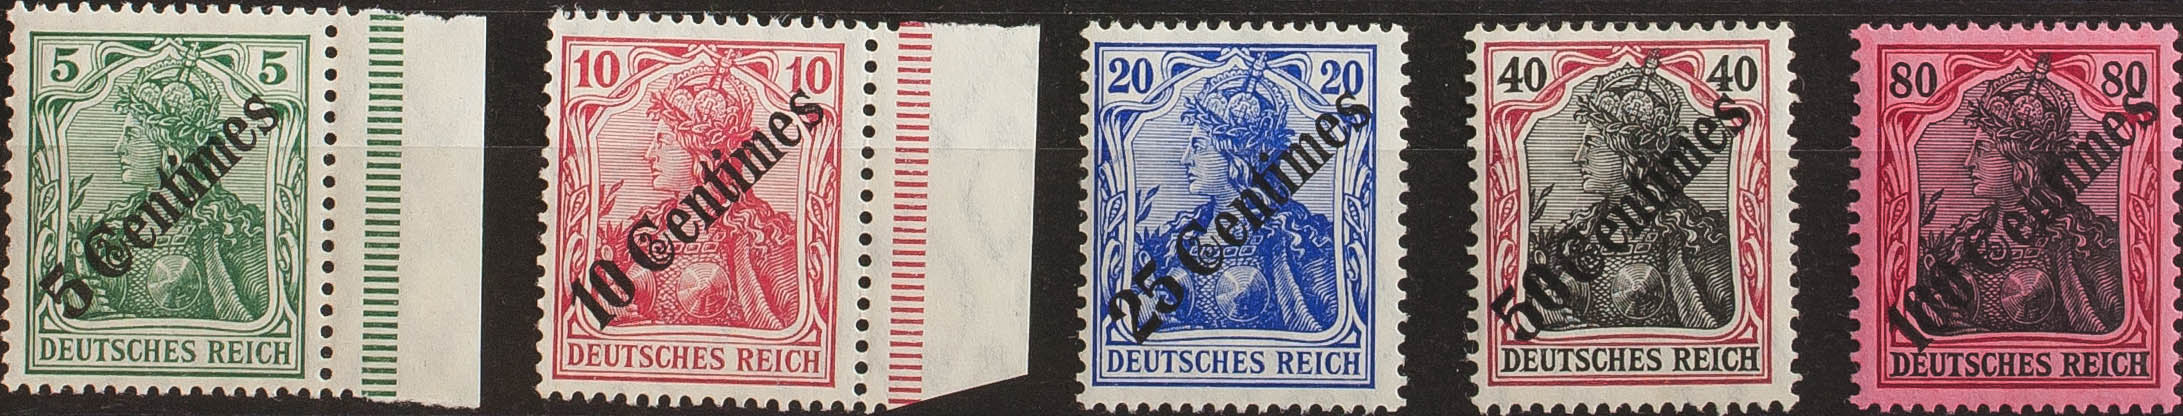 5 5
5 Centimes
DEUTSCHES REICH
10 10
10 Centimes
DEUTSCHES REICH
20 20
25 Centimes
DEUTSCHES REICH
40 40
50 Centimes
DEUTSCHES REICH
80 80
100 Centimes
DEUTSCHES REICH